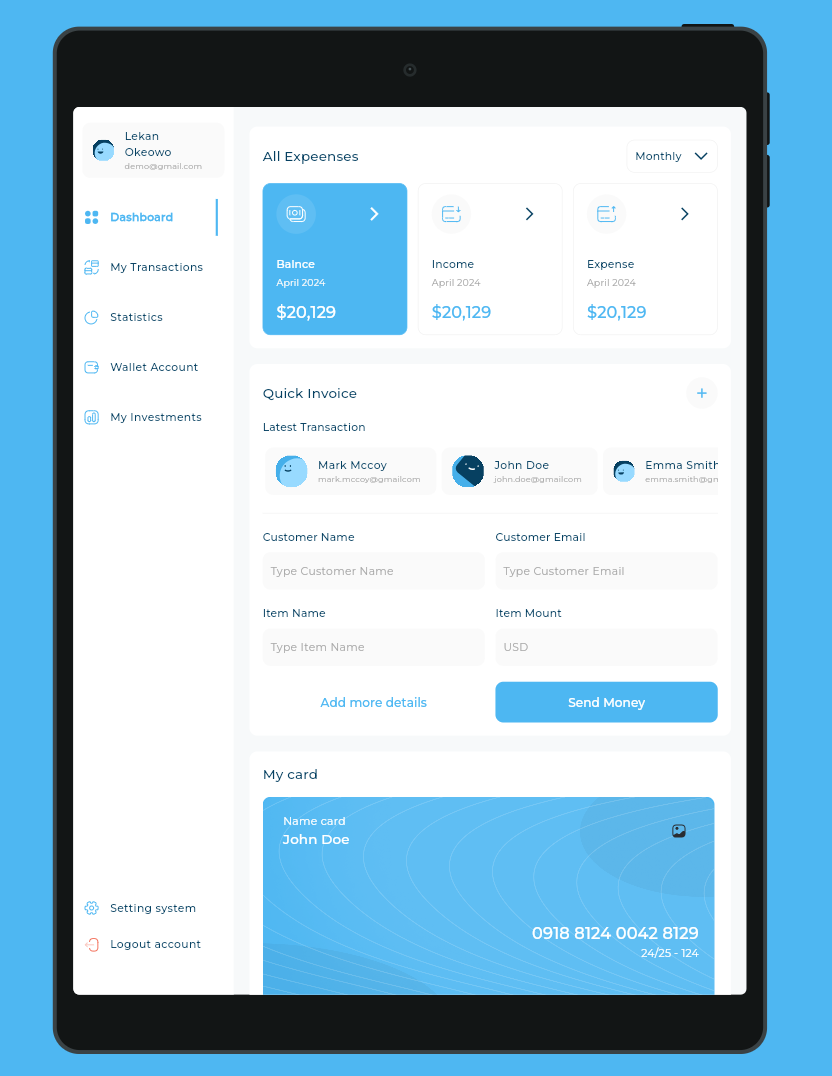 Lekan
Okeowo
demo@gmail.com
Dashboard
My Transactions
Statistics
Wallet Account
My Investments
Setting system
Logout account
All Expeenses
Monthly
Balnce
April 2024
$20,129
Income
April 2024
$20,129
Expense
April 2024
$20,129
Quick Invoice
Latest Transaction
Mark Mccoy
mark.mccoy@gmailcom
John Doe
john.doe@gmailcom
Emma Smith
emma.smith@gm
Customer Name
Customer Email
Type Customer Name
Type Customer Email
Item Name
Item Mount
Type Item Name
USD
Add more details
Send Money
My card
Name card
John Doe
0918 8124 0042 8129
24/25 - 124